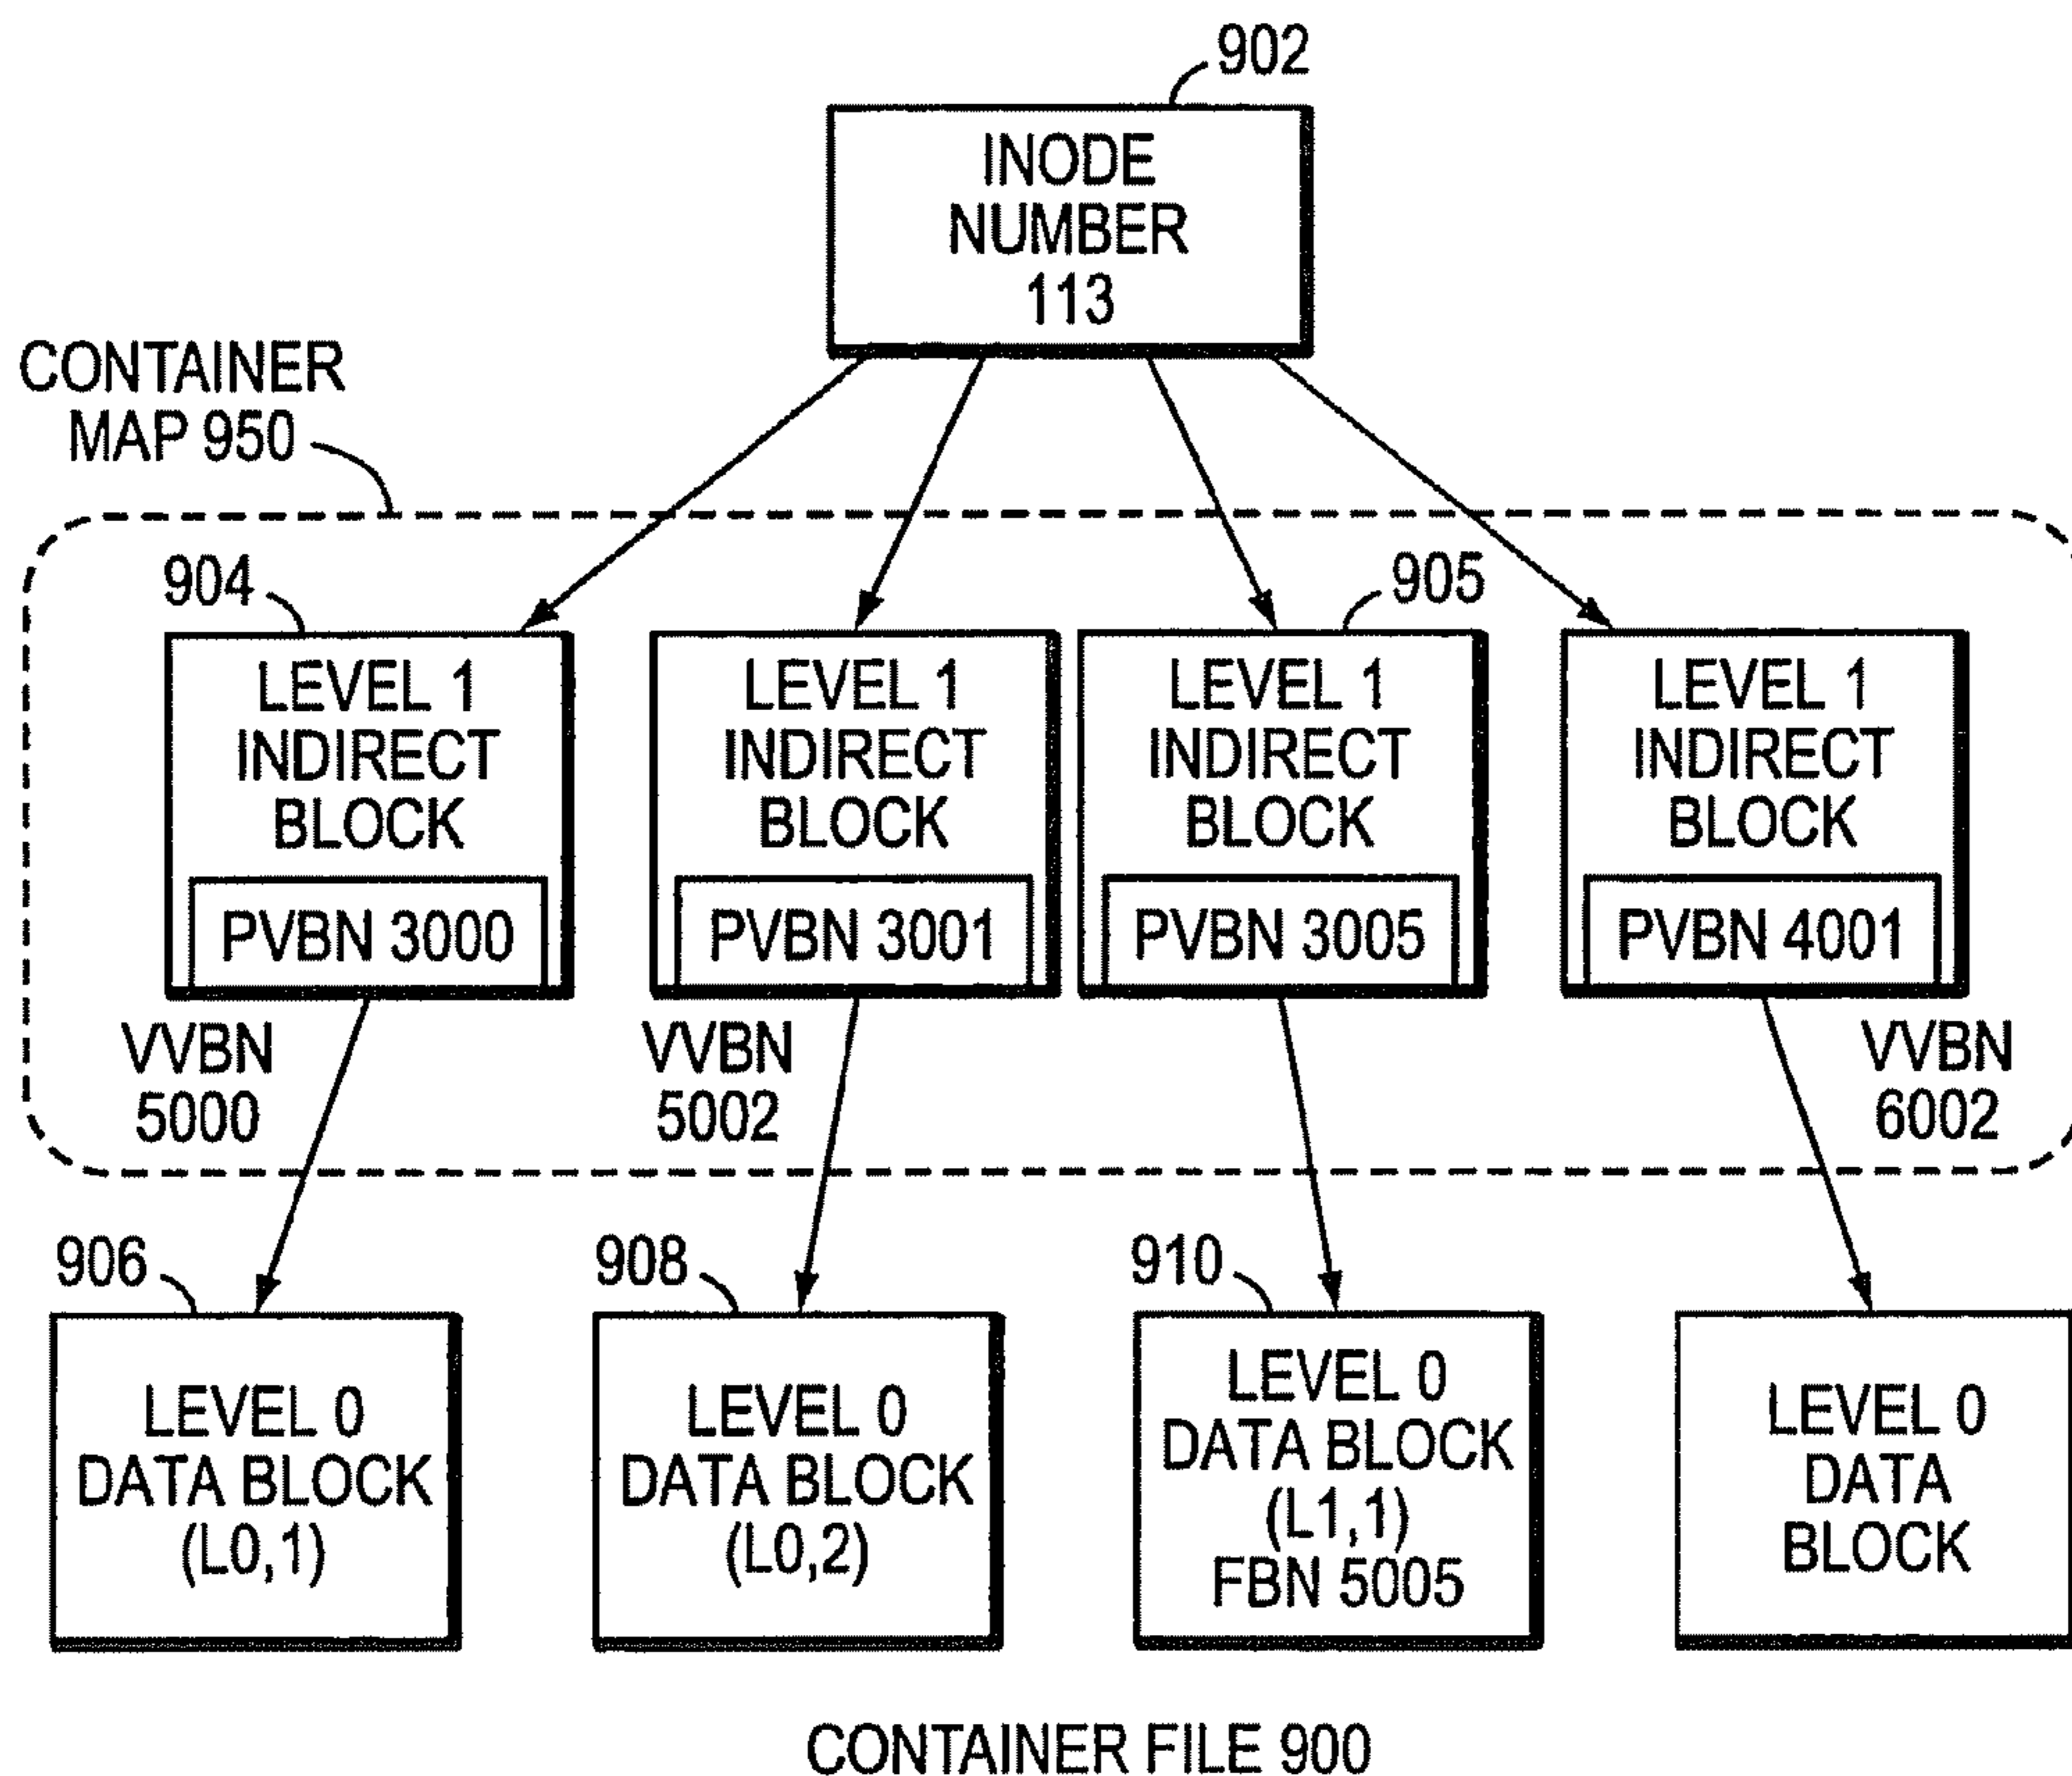 902
INODE
NUMBER
113
CONTAINER
MAP 950
904
905
LEVEL 1
INDIRECT
BLOCK
PVBN 3000
LEVEL 1
INDIRECT
BLOCK
PVBN 3001
LEVEL 1
INDIRECT
BLOCK
PVBN 3005
LEVEL 1
INDIRECT
BLOCK
PVBN 4001
VVBN
5000
VVBN
5002
VVBN
6002
906
908
910
LEVEL 0
DATA BLOCK
(L0,1)
LEVEL 0
DATA BLOCK
(L0,2)
LEVEL 0
DATA BLOCK
(L1,1)
FBN 5005
LEVEL 0
DATA
BLOCK
CONTAINER FILE 900